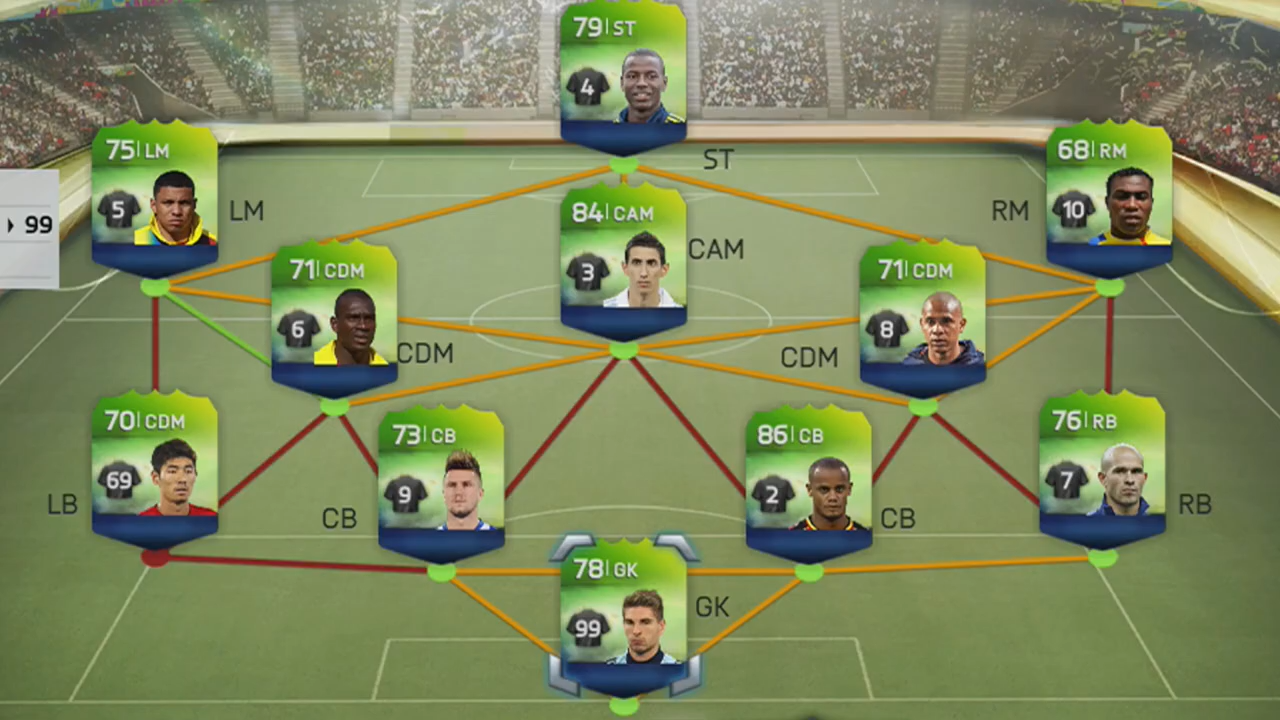 79 ST
4
ST
75 LM
5
LM
68 RM
10
RM
99
84 CAM
3
CAM
71 CDM
6
CDM
71 CDM
8
CDM
70 CDM
69
LB
73 CB
9
CB
86 CB
2
CB
76 RB
7
RB
78 GK
99
GK